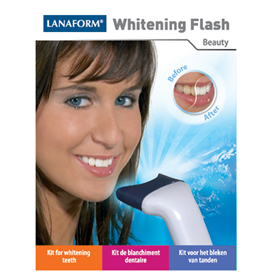 LANAFORM® Whitening Flash
Beauty
Before
After
Kit for whitening
teeth
Kit de blanchiment
dentaire
Kit voor het bleken
van tanden